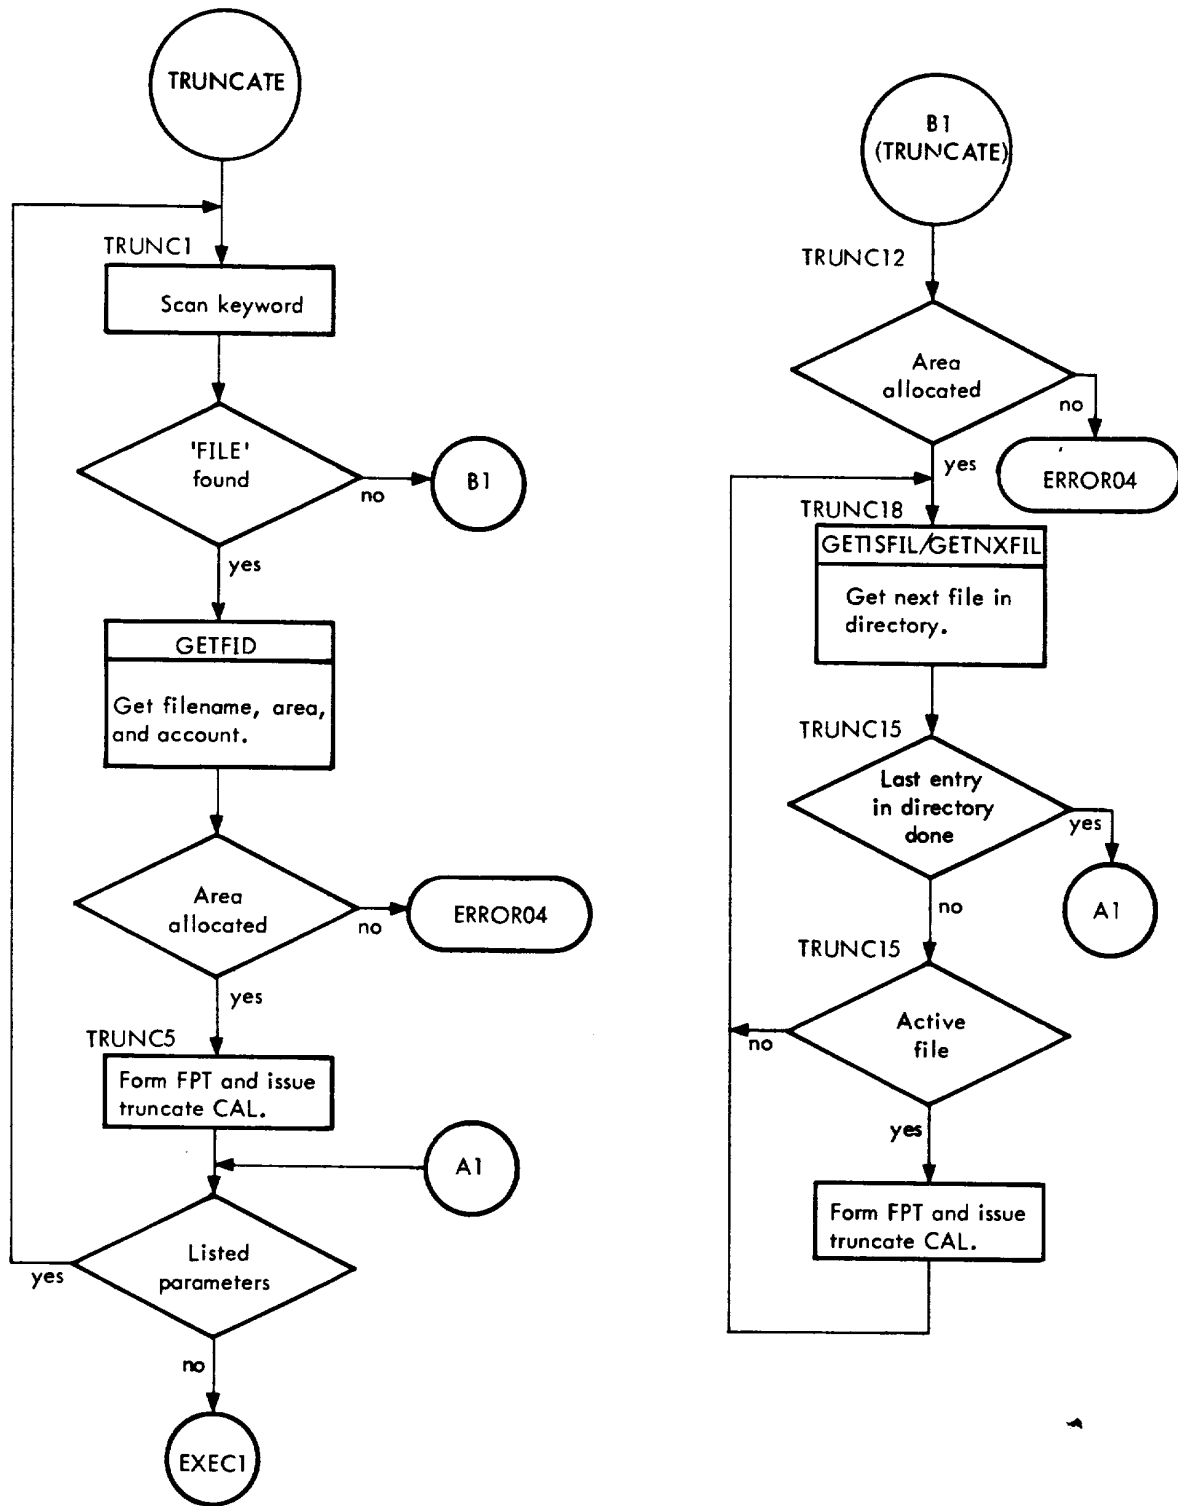 TRUNCATE
TRUNC1
Scan keyword
'FILE'
found
no
B1
yes
GETFID
Get filename, area,
and account.
Area
allocated
no
ERROR04
yes
TRUNC5
Form FPT and issue
truncate CAL.
A1
Listed
parameters
yes
no
EXEC1
B1
(TRUNCATE)
TRUNC12
Area
allocated
no
ERROR04
yes
TRUNC18
GETISFIL/GETNXFIL
Get next file in
directory.
TRUNC15
Last entry
in directory
done
yes
A1
no
TRUNC15
Active
file
no
yes
Form FPT and issue
truncate CAL.